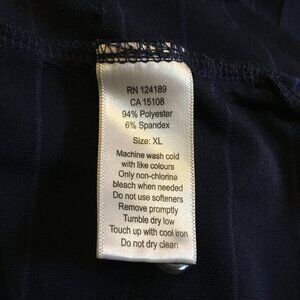 RN 124189
CA 15108
94% Polyester
6% Spandex
Size: XL
Machine wash cold
with like colours
Only non-chlorine
bleach when needed
Do not use softeners
Remove promptly
Tumble dry low
Touch up with cool iron
Do not dry clean